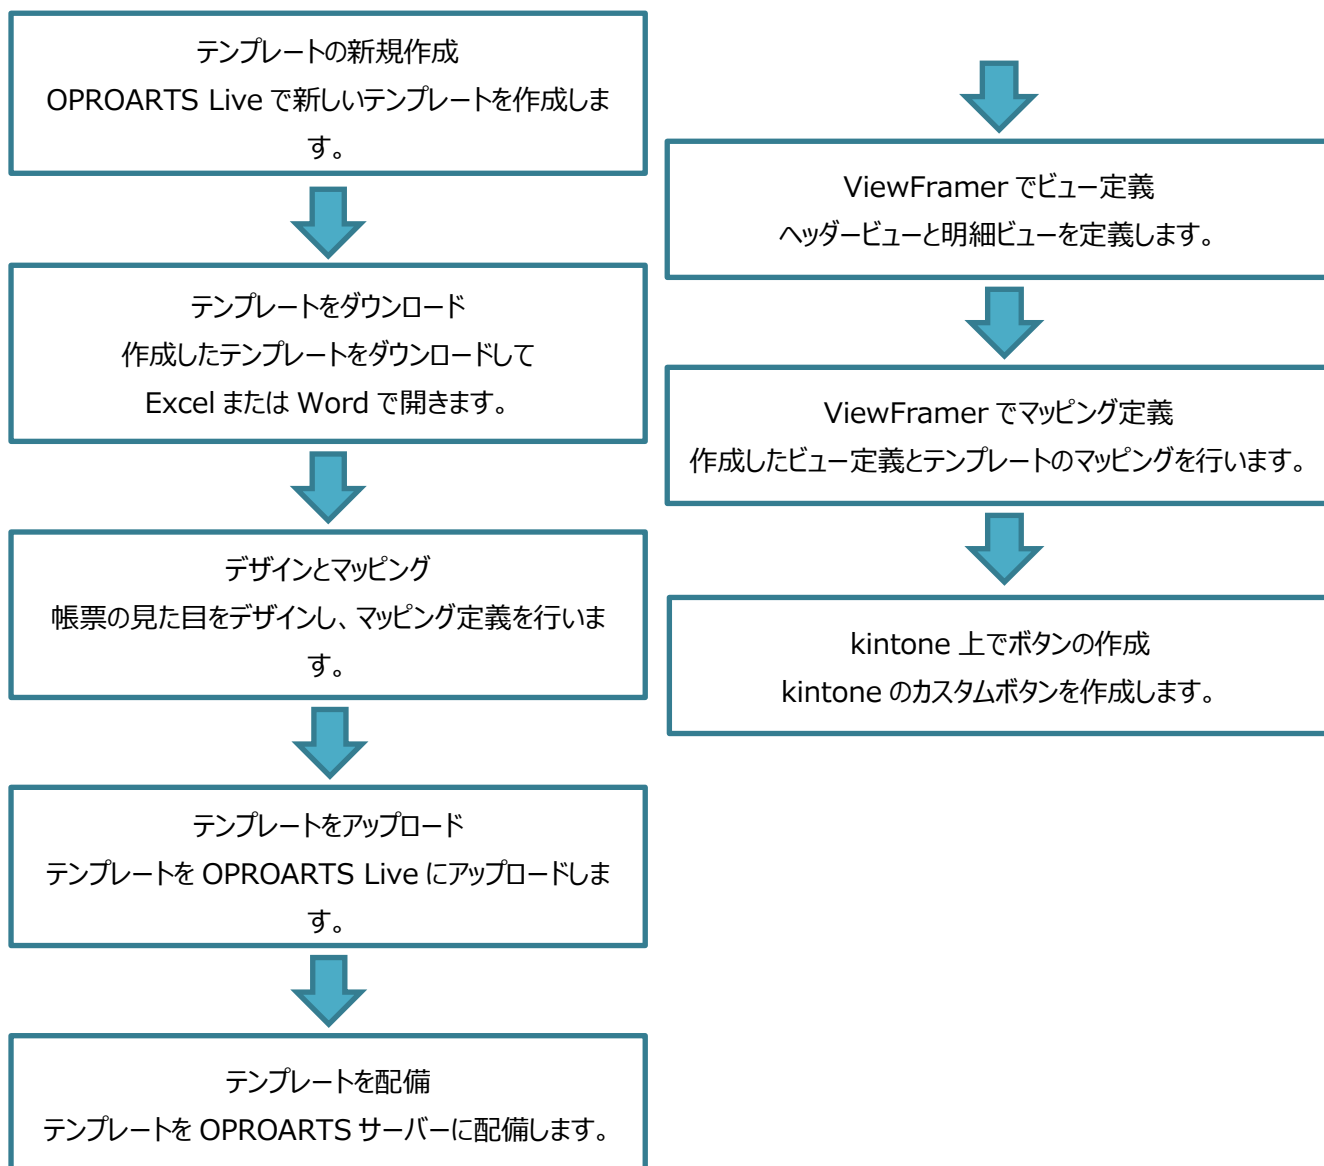 テンプレートの新規作成
OPROARTS Live で新しいテンプレートを作成しま
す。
テンプレートをダウンロード
作成したテンプレートをダウンロードして
Excel または Word で開きます。
デザインとマッピング
帳票の見た目をデザインし、マッピング定義を行いま
す。
テンプレートをアップロード
テンプレートを OPROARTS Live にアップロードしま
す。
テンプレートを配備
テンプレートを OPROARTS サーバーに配備します。
ViewFramer でビュー定義
ヘッダービューと明細ビューを定義します。
ViewFramer でマッピング定義
作成したビュー定義とテンプレートのマッピングを行います。
kintone 上でボタンの作成
kintone のカスタムボタンを作成します。